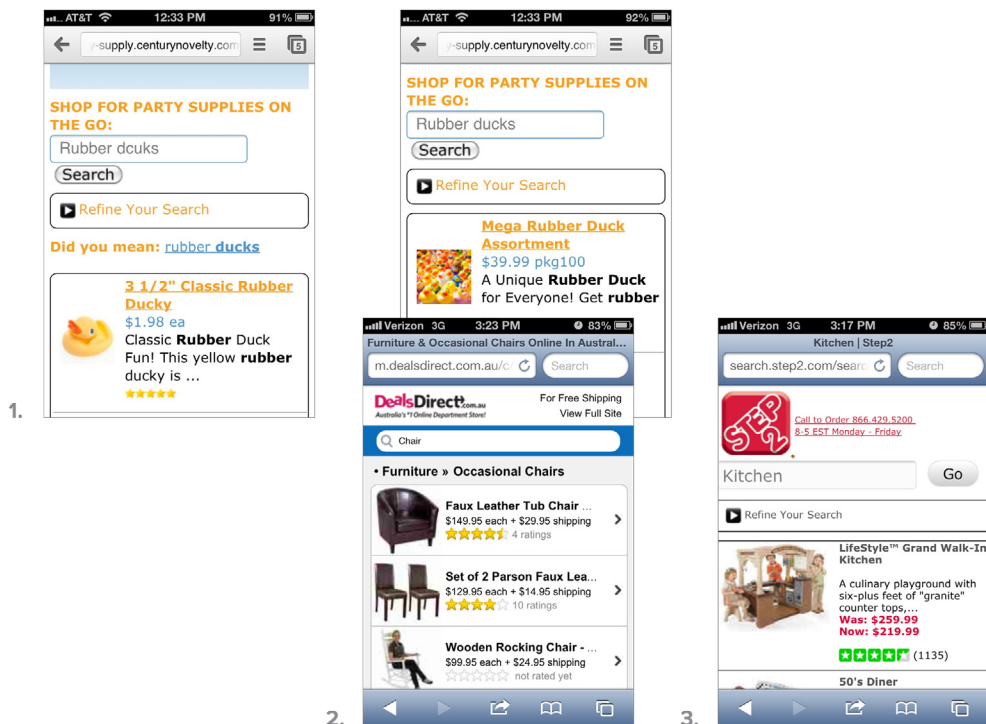 AT&T 12:33 PM 91%
y-supply.centurynovelty.com 5
SHOP FOR PARTY SUPPLIES ON
THE GO:
Rubber dcuks
Search
Refine Your Search
Did you mean: rubber ducks
3 1/2" Classic Rubber
Ducky
$1.98 ea
Classic Rubber Duck
Fun! This yellow rubber
ducky is ...
1.
AT&T 12:33 PM 92%
y-supply.centurynovelty.com 5
SHOP FOR PARTY SUPPLIES ON
THE GO:
Rubber ducks
Search
Refine Your Search
Mega Rubber Duck
Assortment
$39.99 pkg100
A Unique Rubber Duck
for Everyone! Get rubber
Verizon 3G 3:23 PM 83%
Furniture & Occasional Chairs Online In Austral...
m.dealsdirect.com.au/c/ Search
DealsDirect.com.au
Australia's #1 Online Department Store!
For Free Shipping
View Full Site
Chair
• Furniture » Occasional Chairs
Faux Leather Tub Chair ...
$149.95 each + $29.95 shipping
4 ratings
Set of 2 Parson Faux Lea...
$129.95 each + $14.95 shipping
10 ratings
Wooden Rocking Chair - ...
$99.95 each + $24.95 shipping
not rated yet
2.
Verizon 3G 3:17 PM 85%
Kitchen | Step2
search.step2.com/searc Search
STEP2
Call to Order 866.429.5200
8-5 EST Monday - Friday
Kitchen Go
Refine Your Search
LifeStyle™ Grand Walk-In
Kitchen
A culinary playground with
six-plus feet of "granite"
counter tops,...
Was: $259.99
Now: $219.99
(1135)
50's Diner
3.